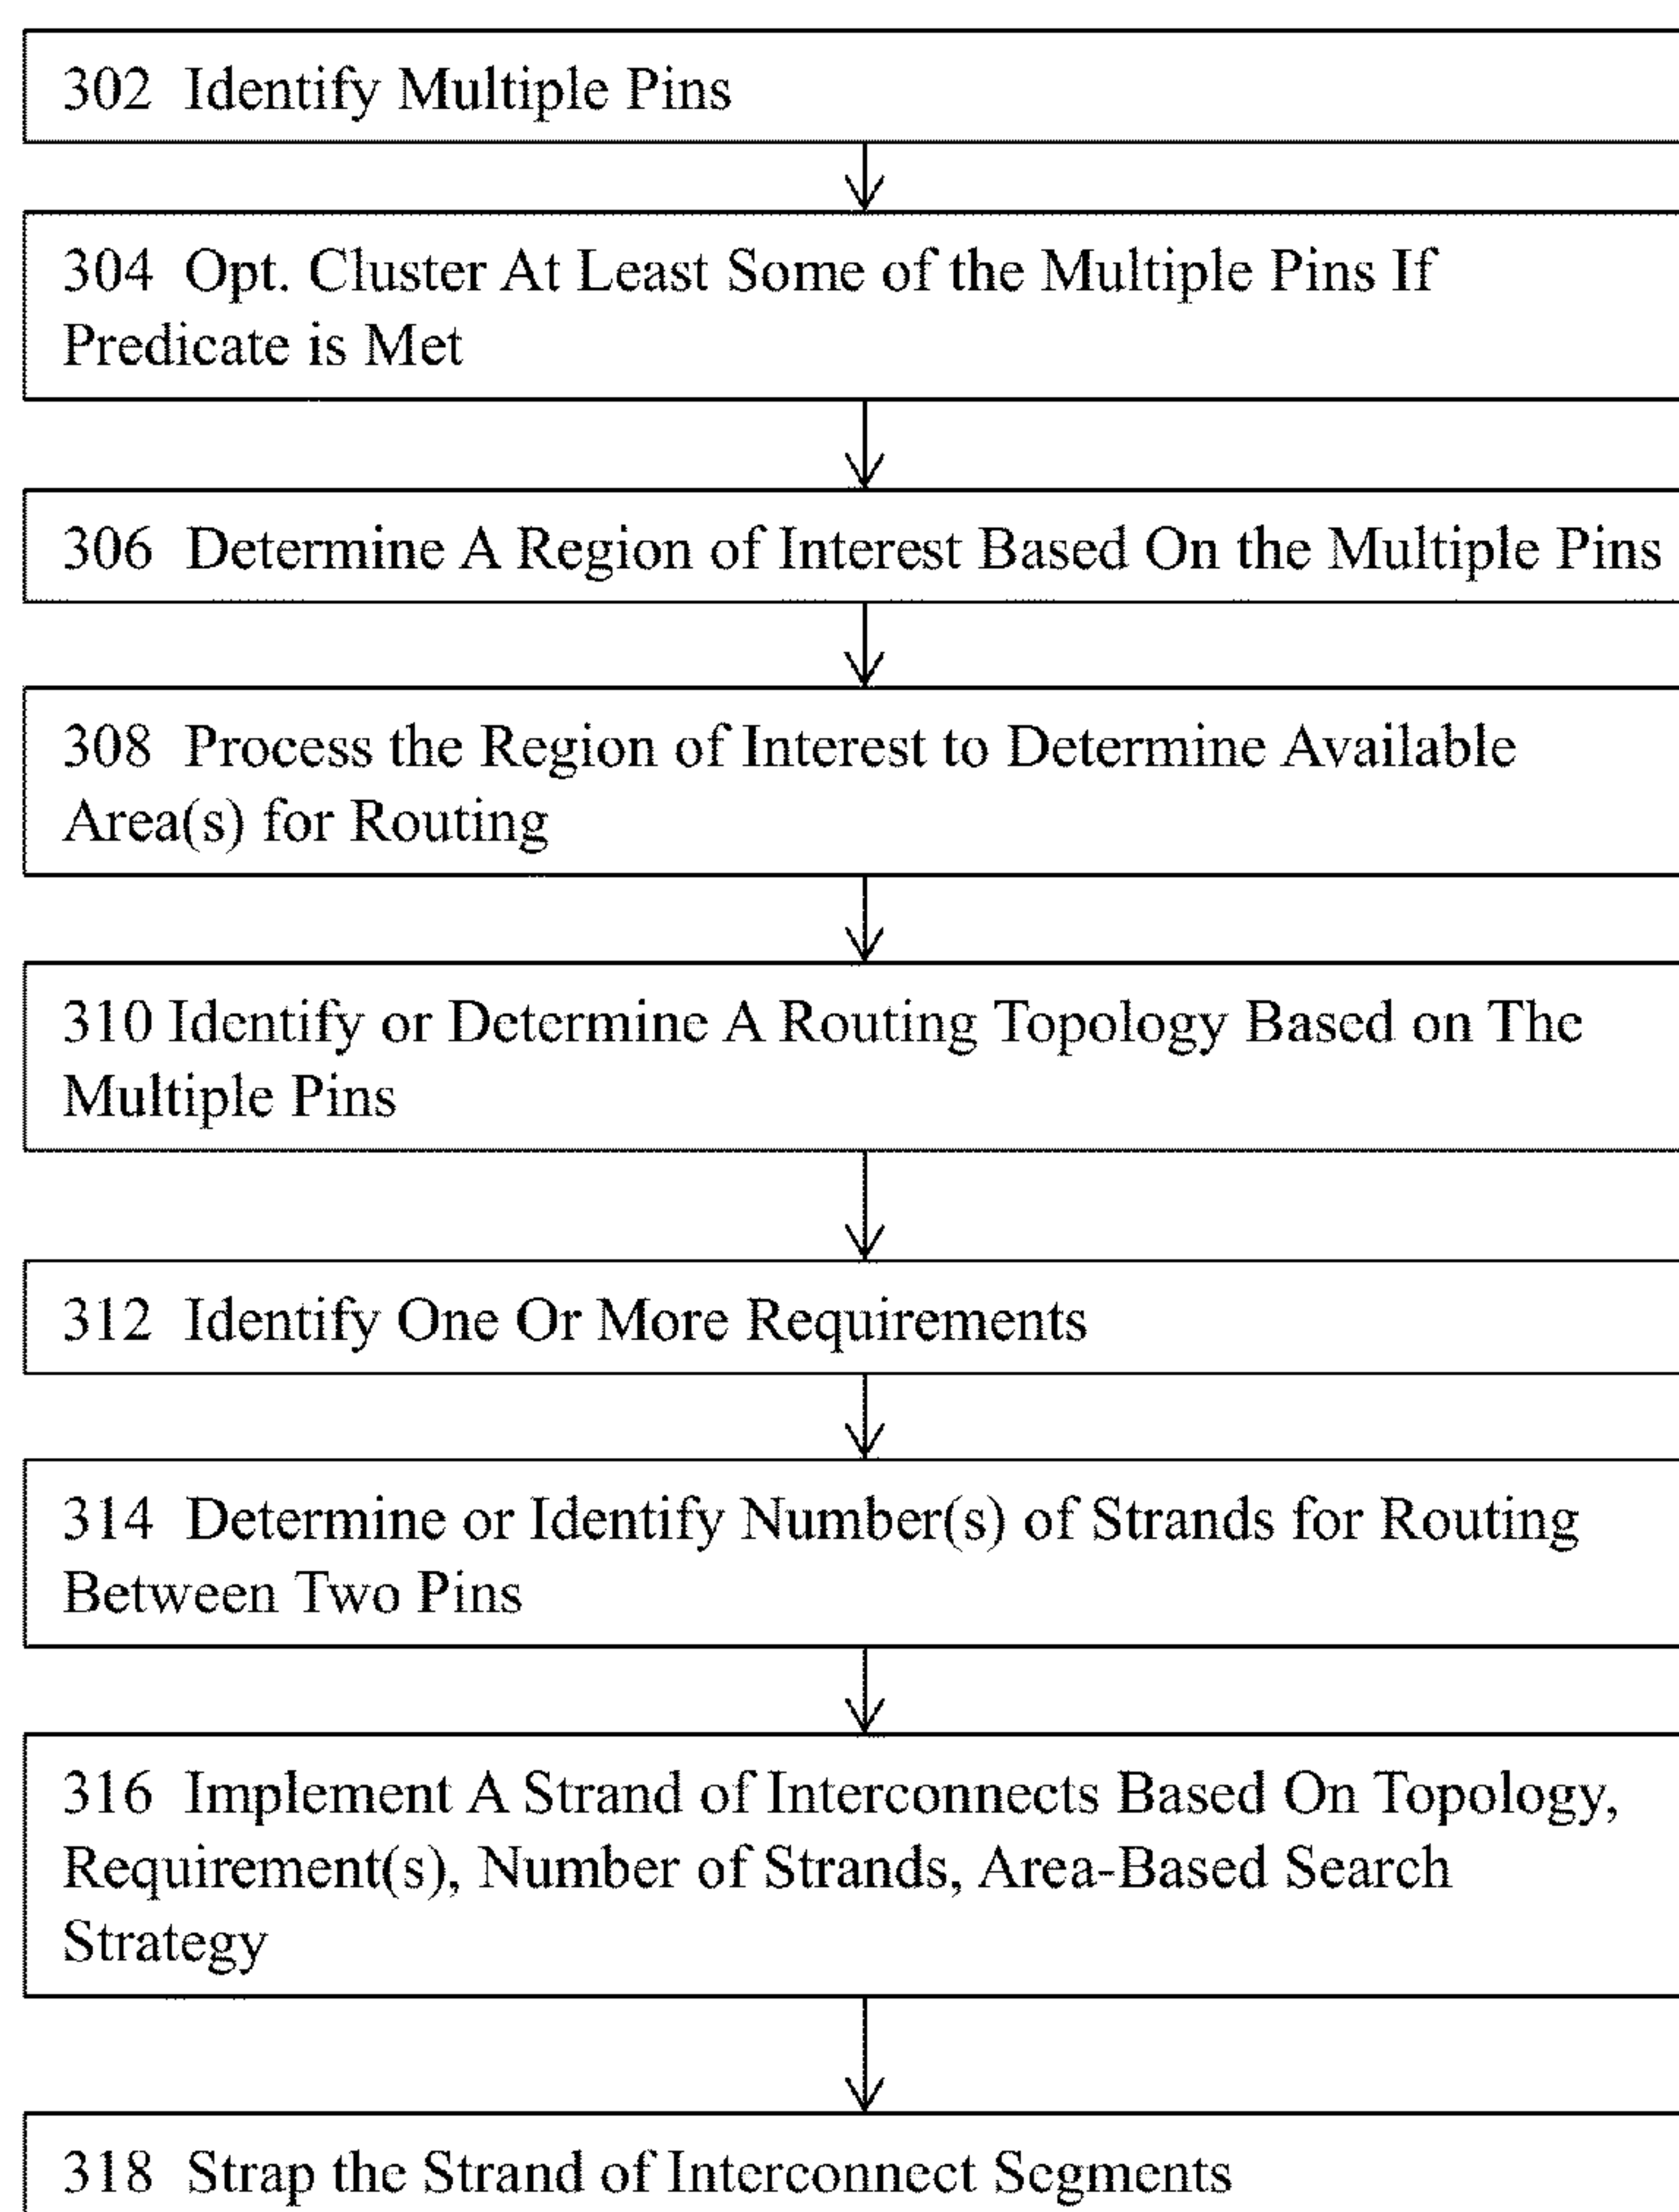 302 Identify Multiple Pins
304 Opt. Cluster At Least Some of the Multiple Pins If
Predicate is Met
306 Determine A Region of Interest Based On the Multiple Pins
308 Process the Region of Interest to Determine Available
Area(s) for Routing
310 Identify or Determine A Routing Topology Based on The
Multiple Pins
312 Identify One Or More Requirements
314 Determine or Identify Number(s) of Strands for Routing
Between Two Pins
316 Implement A Strand of Interconnects Based On Topology,
Requirement(s), Number of Strands, Area-Based Search
Strategy
318 Strap the Strand of Interconnect Segments